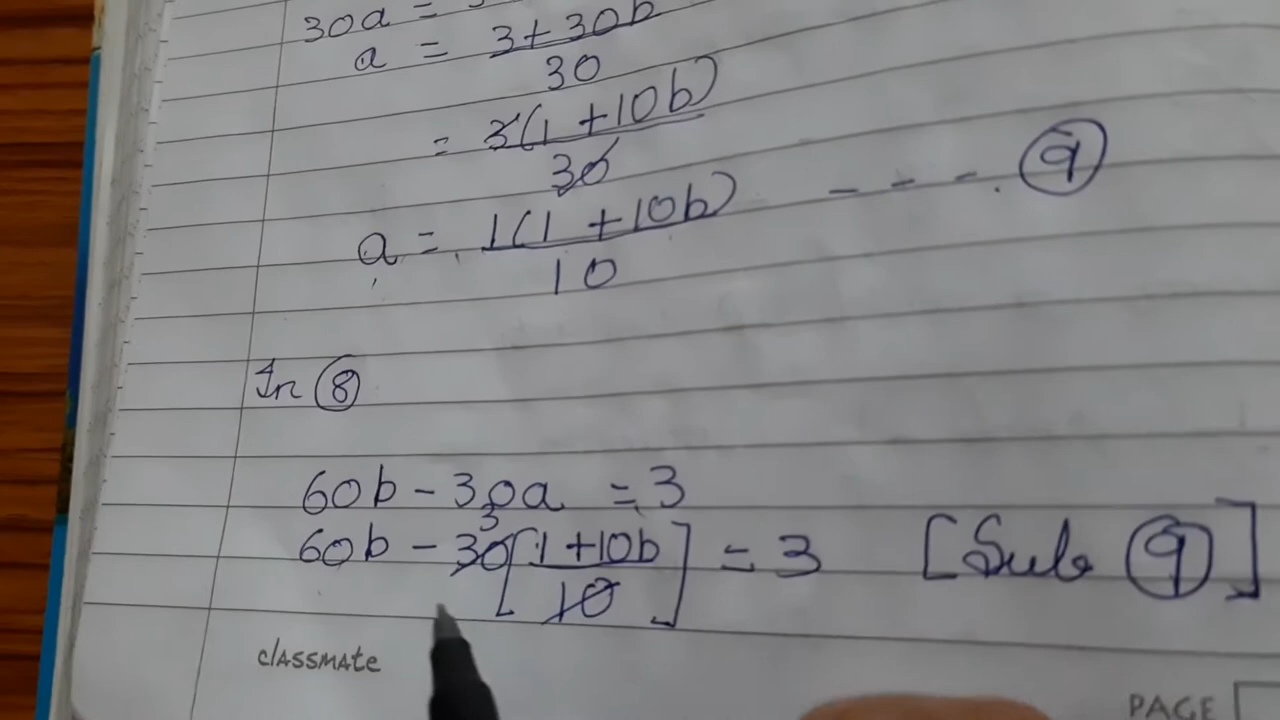 30a =
a = 3+30b
30
= 3(1 +10b)
30
a = 1(1 +10b) - - - . 9
10
In 8
60b - 30a = 3
3
60b - 30[1 +10b] = 3 [Sub 9]
10
classmate
PAGE